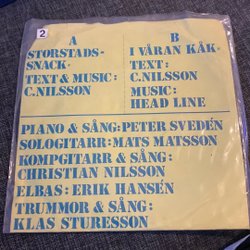 2
A
STORSTADS-
SNACK-
TEXT & MUSIC:
C.NILSSON
B
I VÅRAN KÅK-
TEXT:
C.NILSSON
MUSIC:
HEAD LINE
PIANO & SÅNG: PETER SVEDÉN
SOLOGITARR: MATS MATSSON
KOMPGITARR & SÅNG:
CHRISTIAN NILSSON
ELBAS: ERIK HANSÉN
TRUMMOR & SÅNG:
KLAS STURESSON